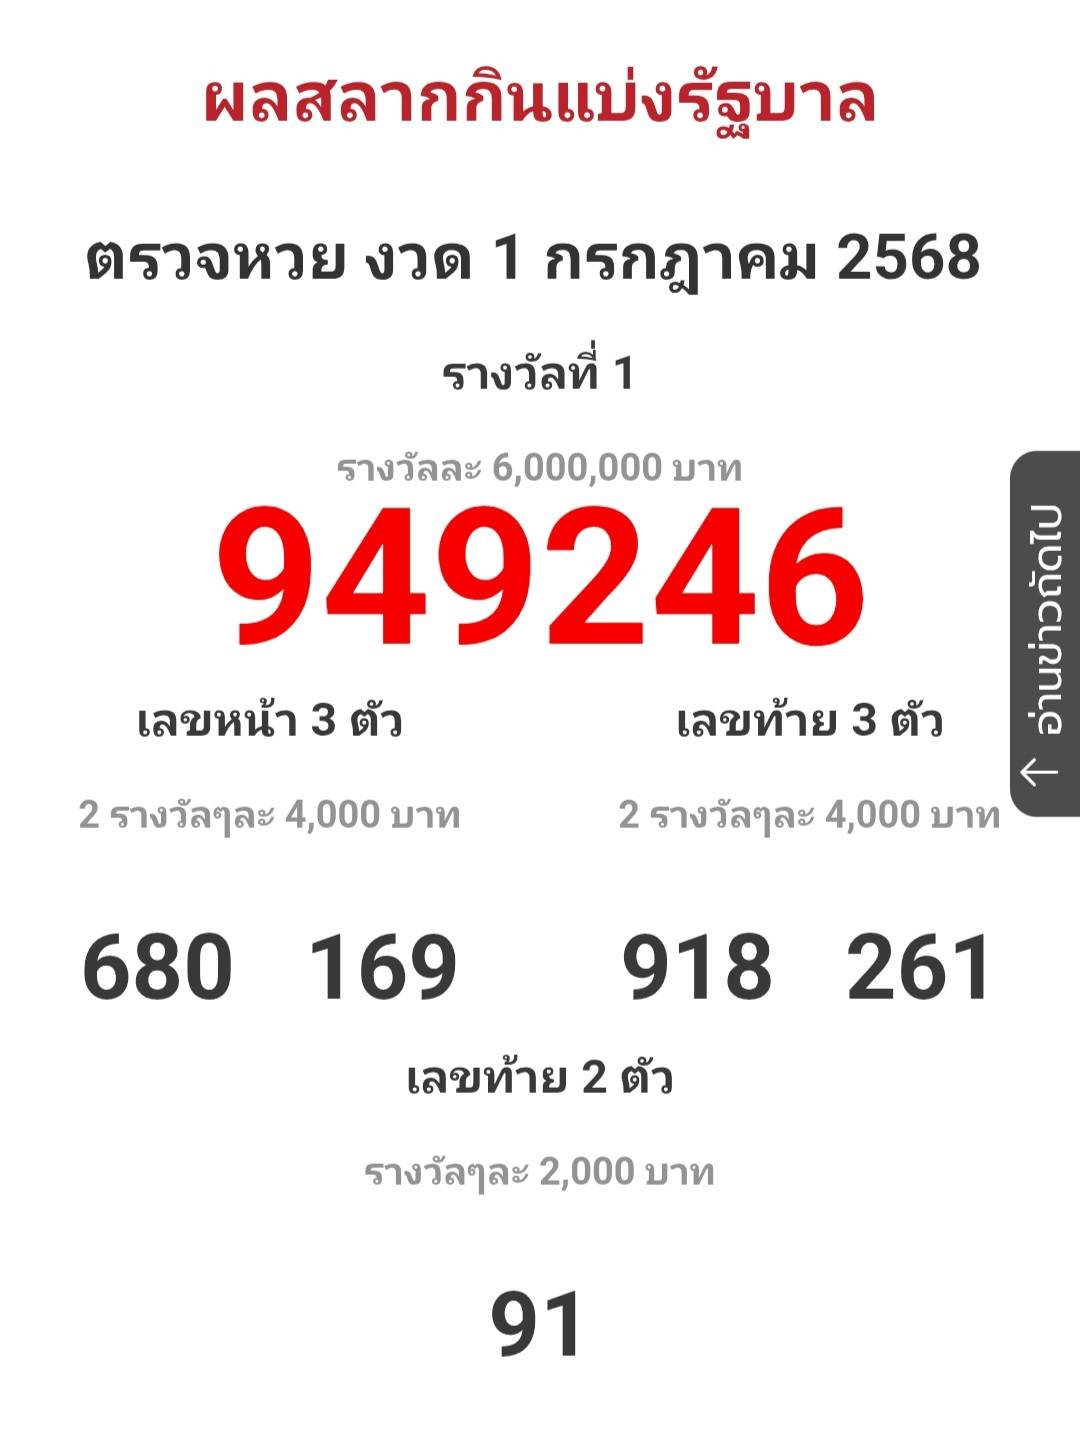 ผลสลากกินแบ่งรัฐบาล
ตรวจหวย งวด 1 กรกฎาคม 2568
รางวัลที่ 1
รางวัลละ 6,000,000 บาท
949246
เลขหน้า 3 ตัว
2 รางวัลๆละ 4,000 บาท
680 169
เลขท้าย 3 ตัว
2 รางวัลๆละ 4,000 บาท
918 261
เลขท้าย 2 ตัว
รางวัลๆละ 2,000 บาท
91
↑ อ่านข่าวถัดไป